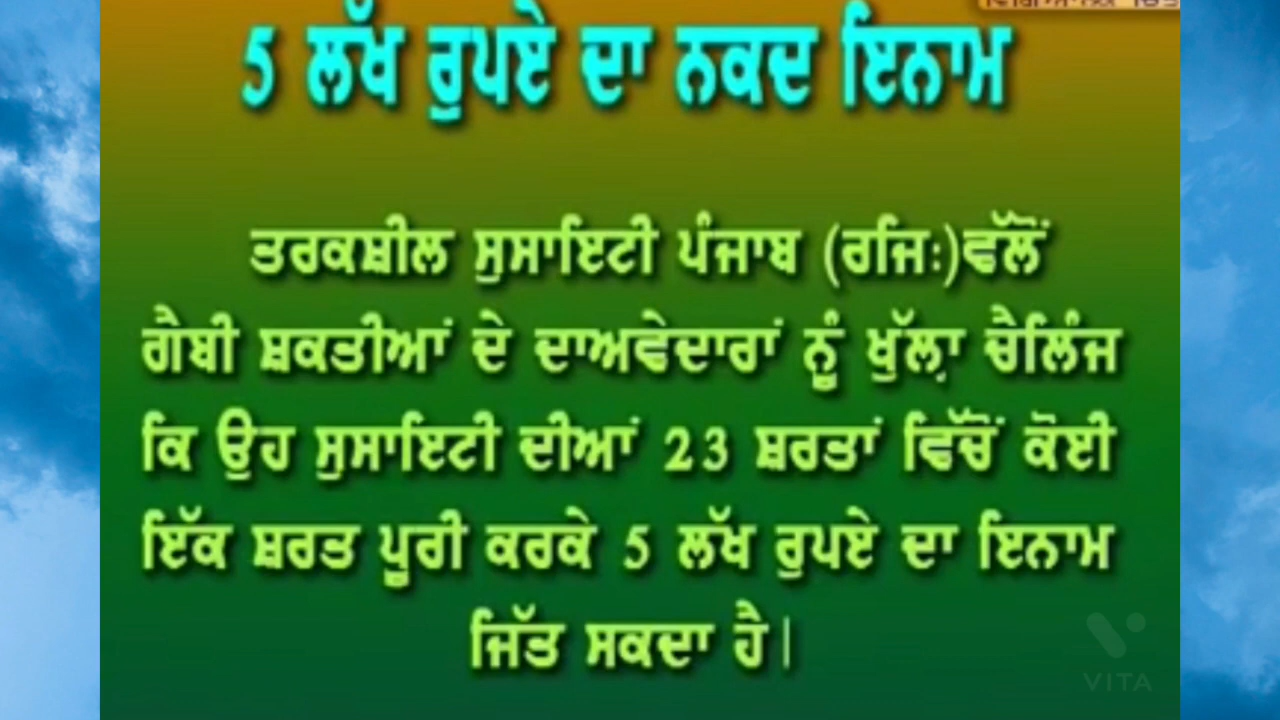 5 ਲੱਖ ਰੁਪਏ ਦਾ ਨਕਦ ਇਨਾਮ
ਤਰਕਸ਼ੀਲ ਸੁਸਾਇਟੀ ਪੰਜਾਬ (ਰਜਿਃ)ਵੱਲੋਂ
ਗੈਬੀ ਸ਼ਕਤੀਆਂ ਦੇ ਦਾਅਵੇਦਾਰਾਂ ਨੂੰ ਖੁੱਲਾ਼ ਚੈਲਿੰਜ
ਕਿ ਉਹ ਸੁਸਾਇਟੀ ਦੀਆਂ 23 ਸ਼ਰਤਾਂ ਵਿੱਚੋਂ ਕੋਈ
ਇੱਕ ਸ਼ਰਤ ਪੂਰੀ ਕਰਕੇ 5 ਲੱਖ ਰੁਪਏ ਦਾ ਇਨਾਮ
ਜਿੱਤ ਸਕਦਾ ਹੈ|
VITA